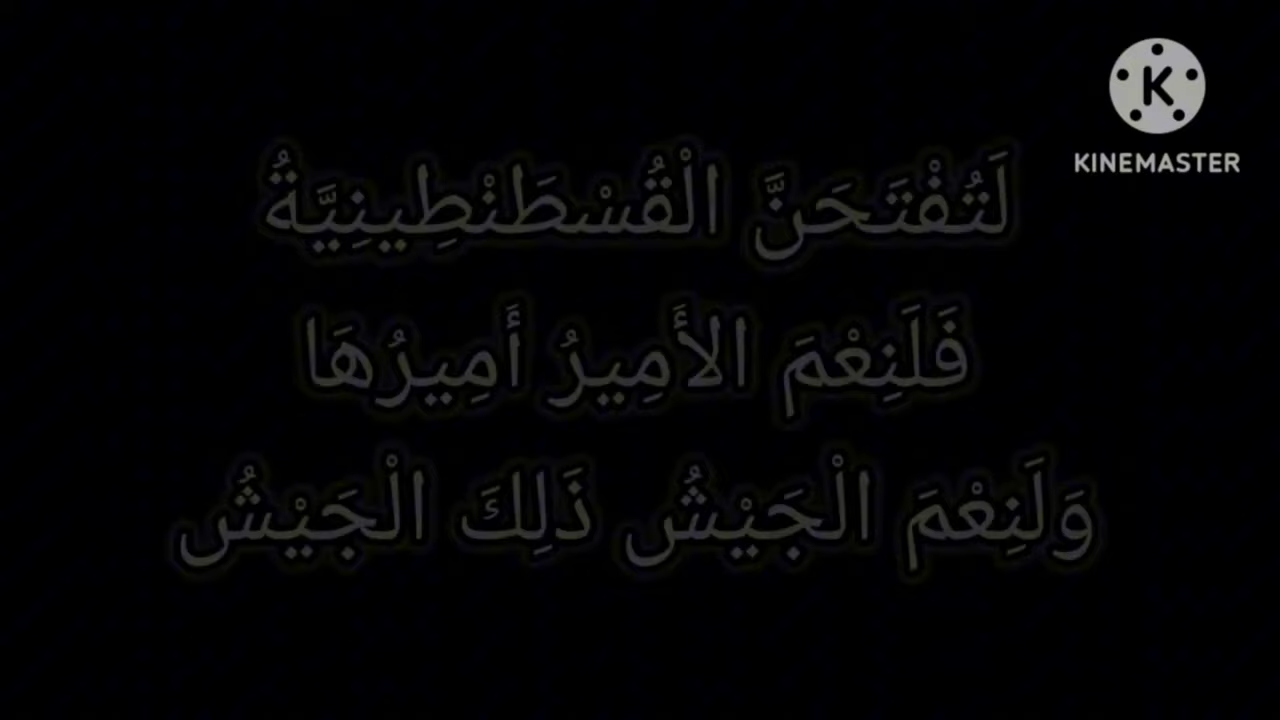 KINEMASTER
لَتُفْتَحَنَّ الْقُسْطَنْطِينِيَّةُ
فَلَنِعْمَ الأَمِيرُ أَمِيرُهَا
وَلَنِعْمَ الْجَيْشُ ذَلِكَ الْجَيْشُ